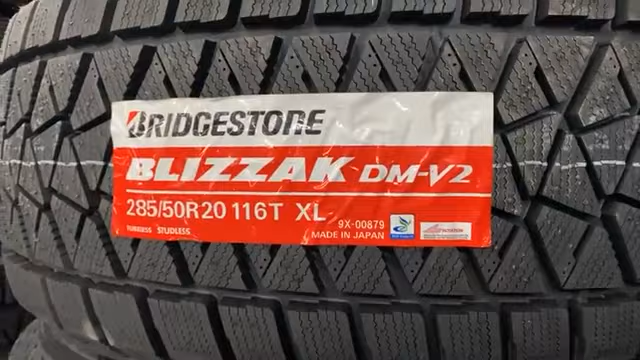 BRIDGESTONE
BLIZZAK DM-V2
285/50R20 116T XL
9X-00879
TUBELESS STUDLESS
MADE IN JAPAN